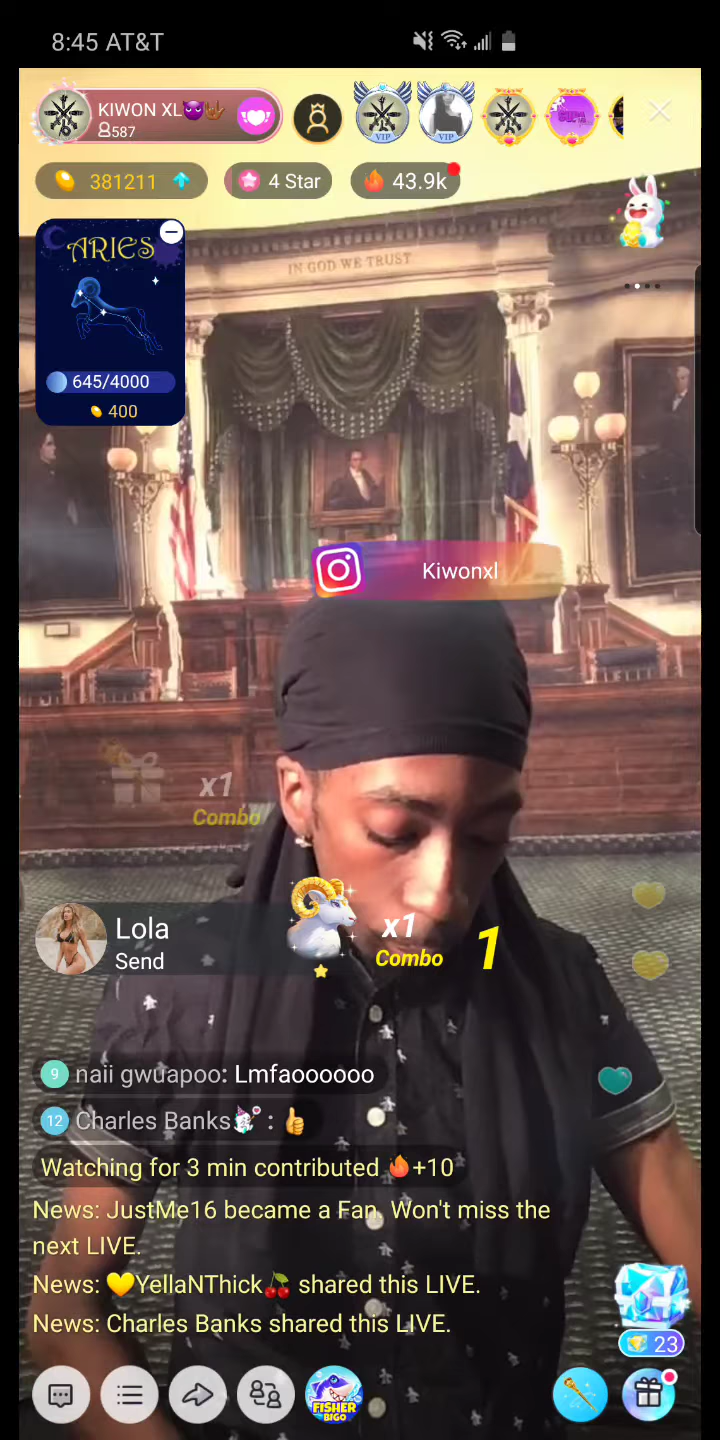 8:45 AT&T
KIWON XL😈🤟🏾
587
VIP
VIP
381211
4 Star
43.9k
ARIES
IN GOD WE TRUST
645/4000
400
Kiwonxl
x1
Combo
Lola
Send
x1
Combo
1
9 naii gwuapoo: Lmfaoooooo
12 Charles Banks : 👍
Watching for 3 min contributed 🔥+10
News: JustMe16 became a Fan. Won't miss the
next LIVE.
News: 💛YellaNThick🍒 shared this LIVE.
News: Charles Banks shared this LIVE.
23
FISHER
BIGO